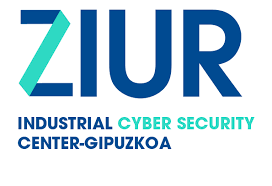 ZIUR
INDUSTRIAL CYBER SECURITY
CENTER-GIPUZKOA